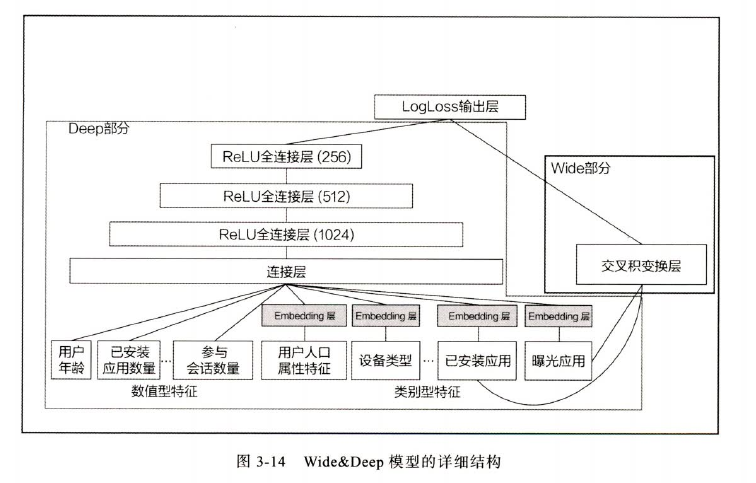 LogLoss输出层
Deep部分
ReLU全连接层(256)
Wide部分
ReLU全连接层(512)
ReLU全连接层(1024)
交叉积变换层
连接层
Embedding 层
Embedding 层
Embedding 层
Embedding 层
用户
年龄
已安装
应用数量
...
参与
会话数量
用户人口
属性特征
设备类型
...
已安装应用
曝光应用
数值型特征
类别型特征
图 3-14 Wide&Deep 模型的详细结构